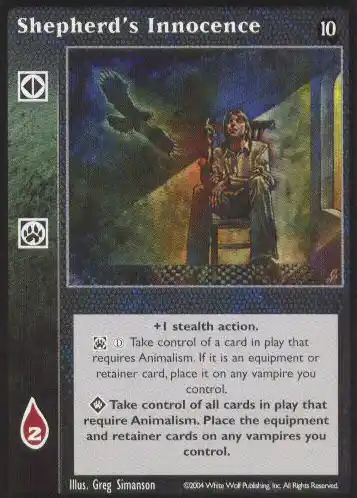 Shepherd's Innocence 10
+1 stealth action.
Take control of a card in play that
requires Animalism. If it is an equipment or
retainer card, place it on any vampire you
control.
Take control of all cards in play that
require Animalism. Place the equipment
and retainer cards on any vampires you
control.
2
Illus. Greg Simanson ©2004 White Wolf Publishing, Inc. All Rights Reserved.